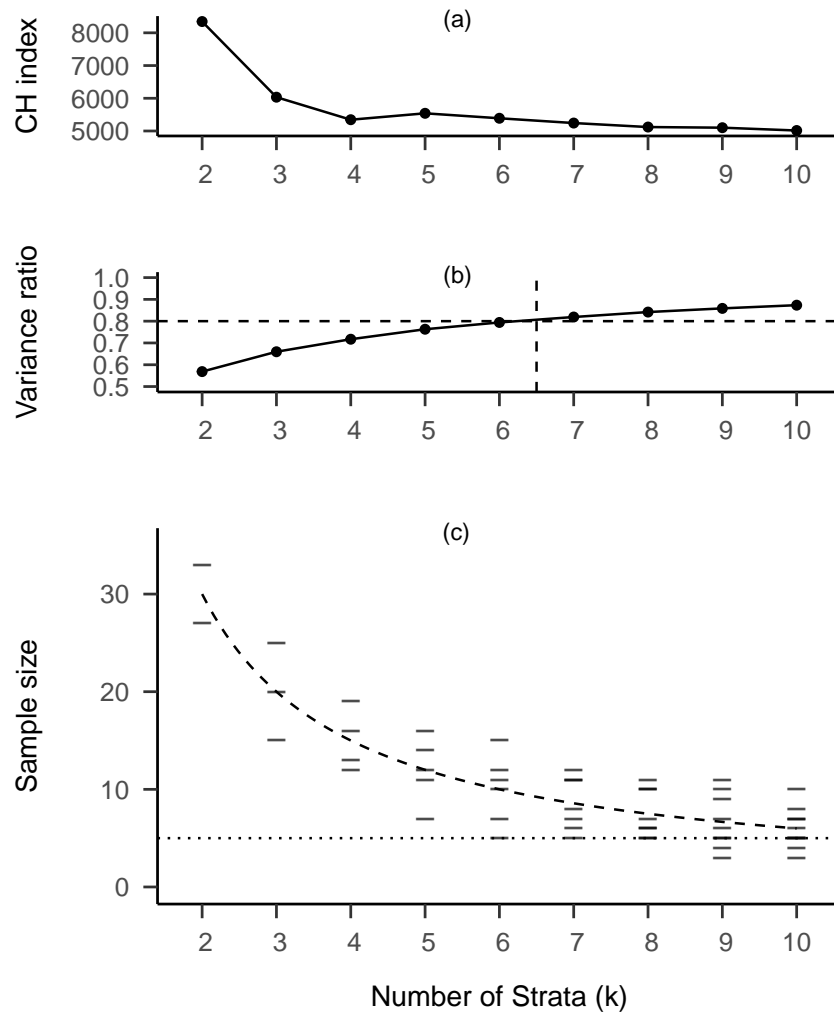 (a)
CH index
8000
7000
6000
5000
2 3 4 5 6 7 8 9 10
(b)
Variance ratio
1.0
0.9
0.8
0.7
0.6
0.5
2 3 4 5 6 7 8 9 10
(c)
Sample size
30
20
10
0
2 3 4 5 6 7 8 9 10
Number of Strata (k)